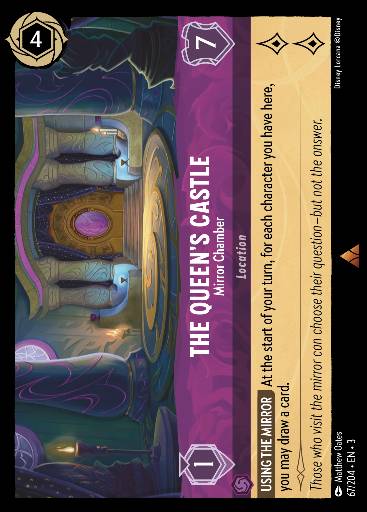 4
THE QUEEN'S CASTLE
Mirror Chamber
7
1
Location
USING THE MIRROR At the start of your turn, for each character you have here,
you may draw a card.
Those who visit the mirror can choose their question—but not the answer.
Matthew Oates
67/204 • EN • 3
Disney Lorcana ©Disney